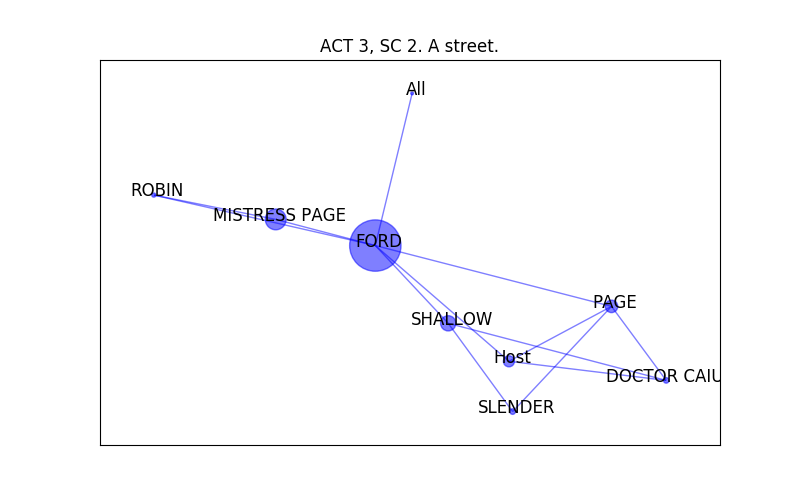 ACT 3, SC 2. A street.
All
ROBIN
MISTRESS PAGE
FORD
PAGE
SHALLOW
Host
DOCTOR CAIU
SLENDER